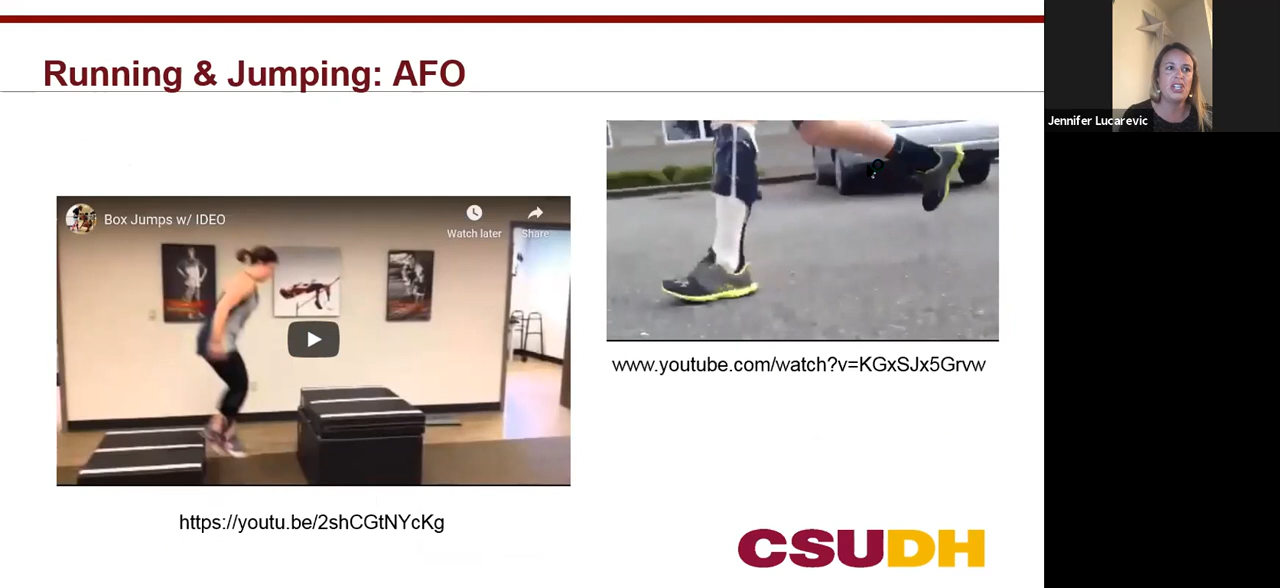 Running & Jumping: AFO
Jennifer Lucarevic
Box Jumps w/ IDEO
Watch later
Share
www.youtube.com/watch?v=KGxSJx5Grvw
https://youtu.be/2shCGtNYcKg
CSUDH